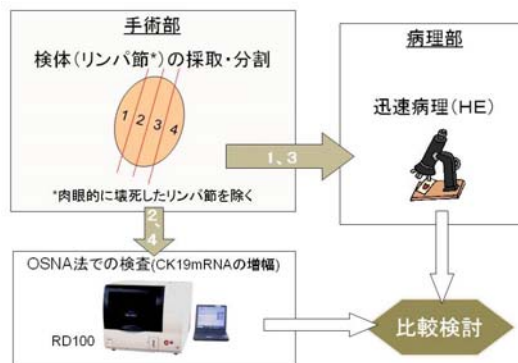 手術部
検体(リンパ節*)の採取・分割
1 2 3 4
*肉眼的に壊死したリンパ節を除く
1、3
病理部
迅速病理(HE)
2、4
OSNA法での検査(CK19mRNAの増幅)
RD100
比較検討